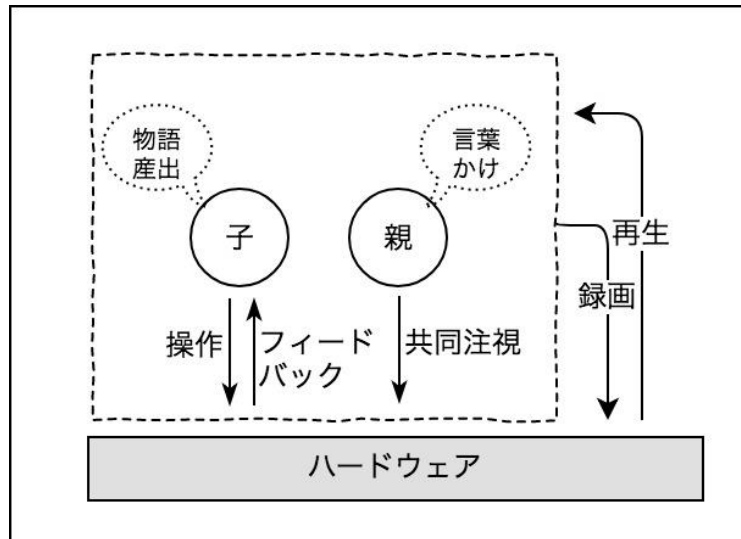 物語
産出
言葉
かけ
子
親
再生
録画
操作
フィード
バック
共同注視
ハードウェア